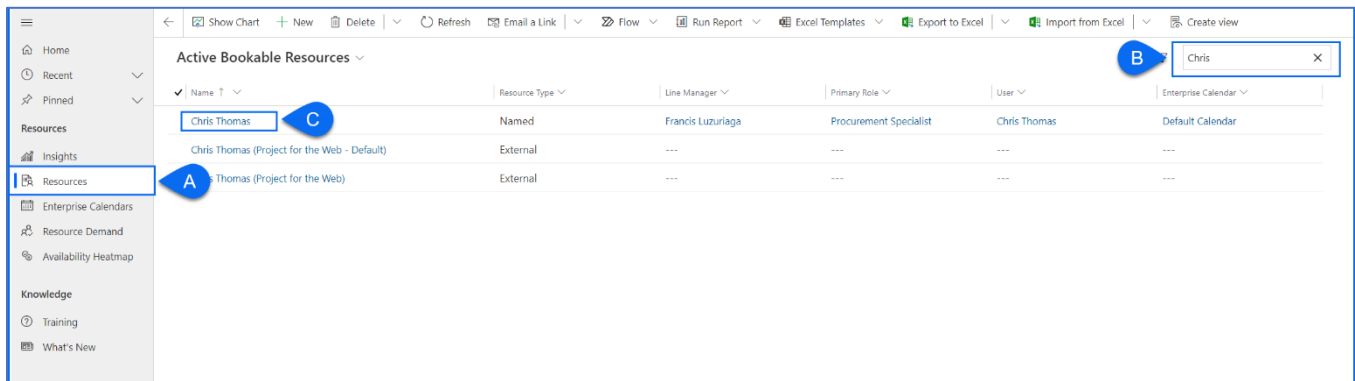 Show Chart New Delete Refresh Email a Link Flow Run Report Excel Templates Export to Excel Import from Excel Create view
Home
Recent
Pinned
Resources
Insights
Resources
Enterprise Calendars
Resource Demand
Availability Heatmap
Knowledge
Training
What's New
Active Bookable Resources
B Chris
Name Resource Type Line Manager Primary Role User Enterprise Calendar
Chris Thomas C Named Francis Luzuriaga Procurement Specialist Chris Thomas Default Calendar
Chris Thomas (Project for the Web - Default) External --- --- --- ---
A s Thomas (Project for the Web) External --- --- --- ---